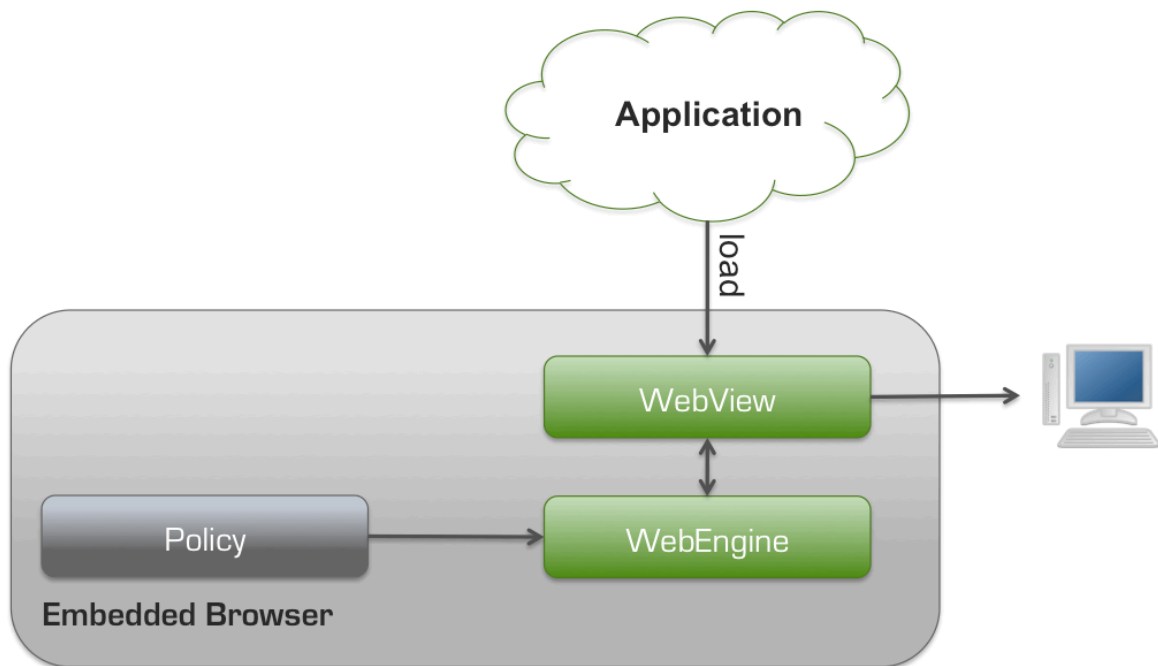 Application
load
WebView
Policy
WebEngine
Embedded Browser